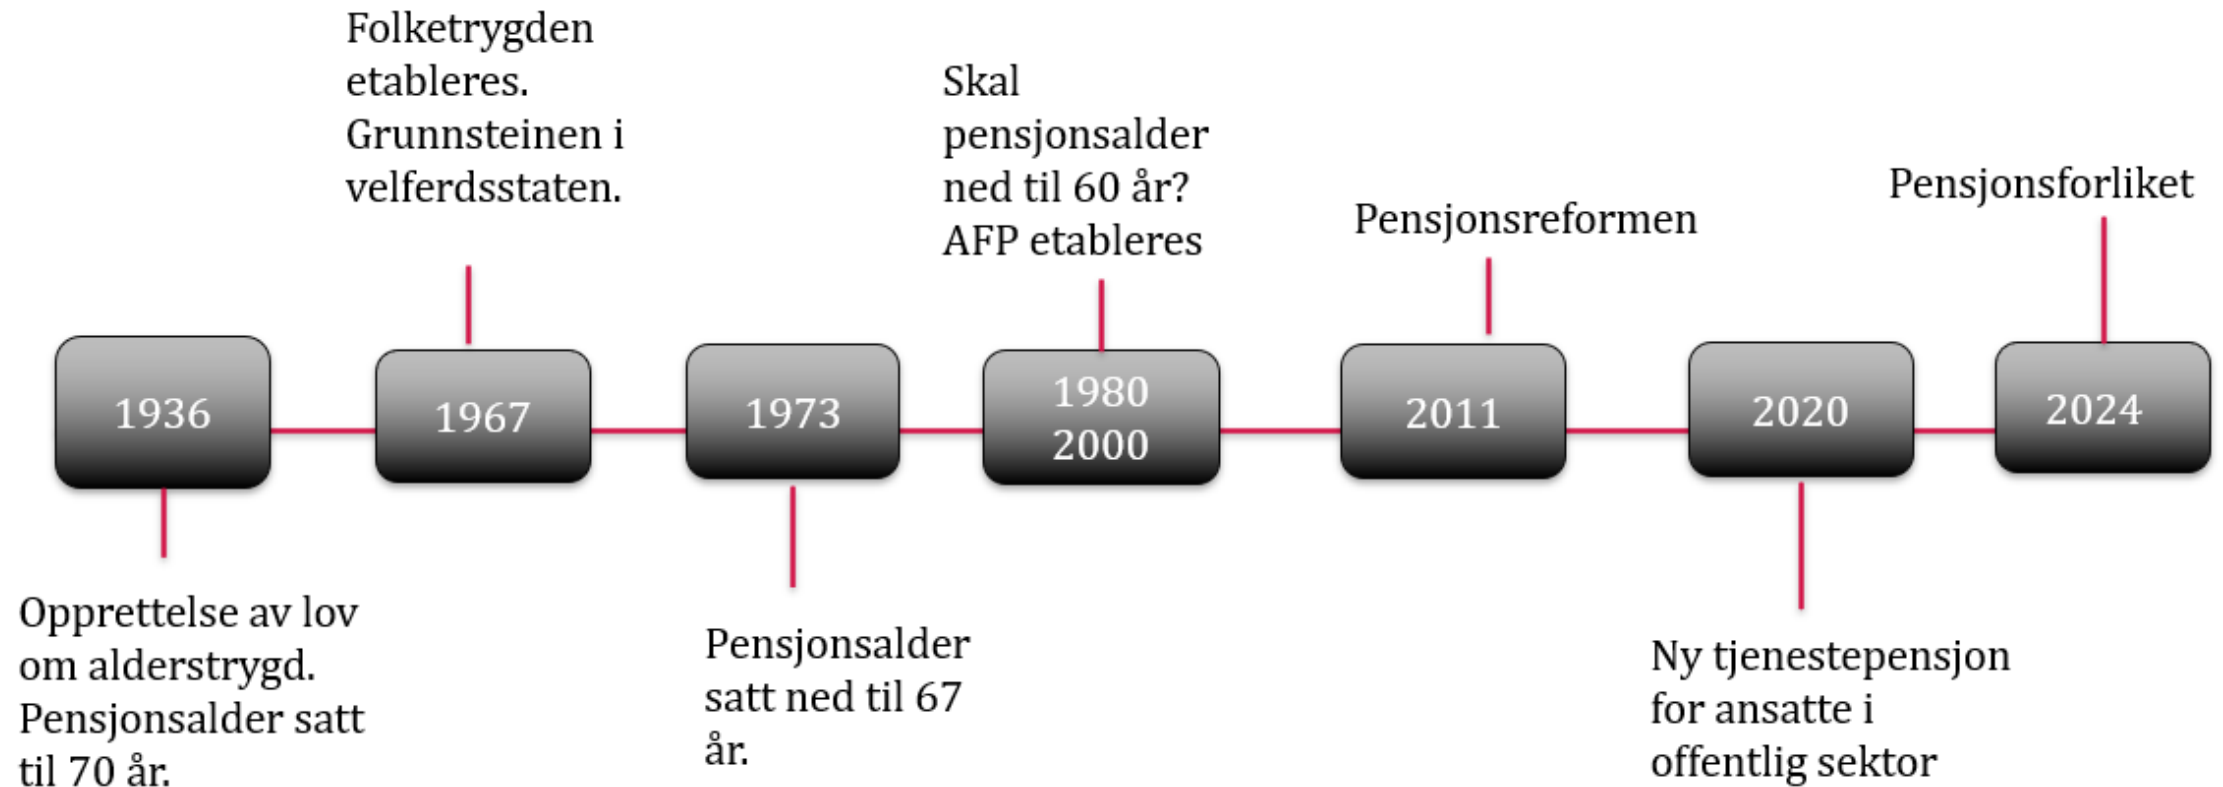 Folketrygden
etableres.
Grunnsteinen i
velferdsstaten.
Skal
pensjonsalder
ned til 60 år?
AFP etableres
Pensjonsreformen
Pensjonsforliket
1936
1967
1973
1980
2000
2011
2020
2024
Opprettelse av lov
om alderstrygd.
Pensjonsalder satt
til 70 år.
Pensjonsalder
satt ned til 67
år.
Ny tjenestepensjon
for ansatte i
offentlig sektor